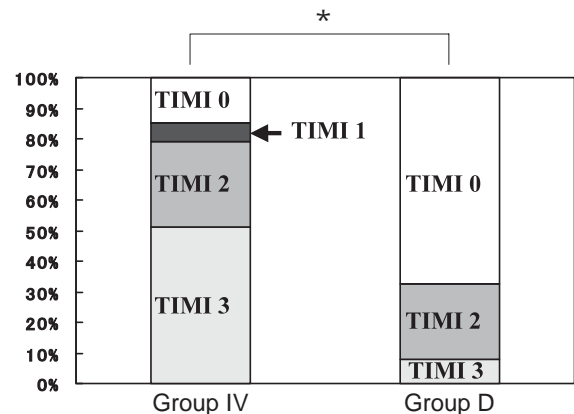 *
100%
90%
80%
70%
60%
50%
40%
30%
20%
10%
0%
TIMI 0
TIMI 1
TIMI 2
TIMI 3
TIMI 0
TIMI 2
TIMI 3
Group IV
Group D